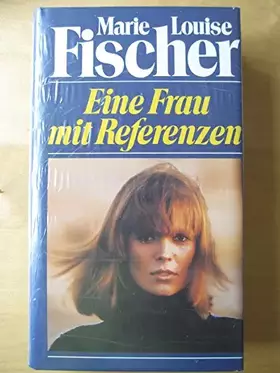 Marie Louise
Fischer
Eine Frau
mit Referenzen